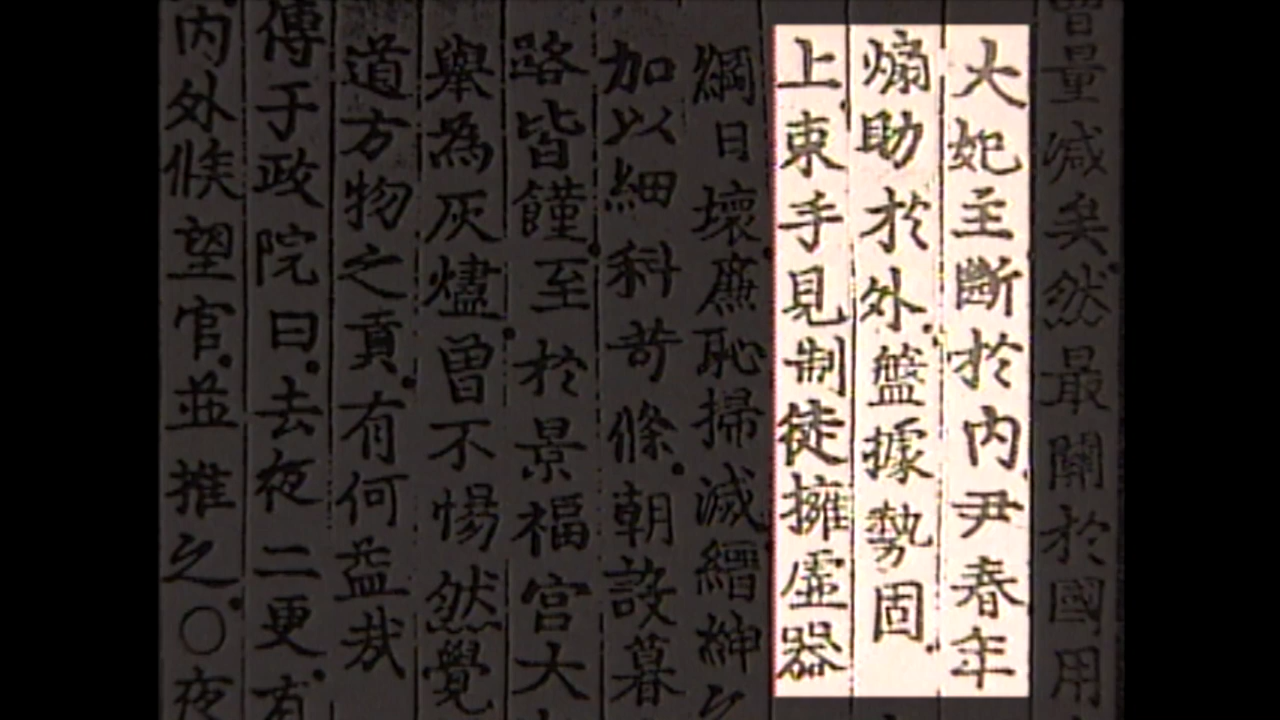 量減矣然最關於國用
大妃主斷於內尹春年
煽助於外盤據勢固
上束手見制徒擁虛器
綱日壞廉恥掃滅縉紳之
加以細科苛條朝設暮
路皆饉至於景福宮大
擧為灰燼曾不惕然覺
道方物之貢有何益哉
傳于政院曰去夜二更有
內外候望官並推之○夜